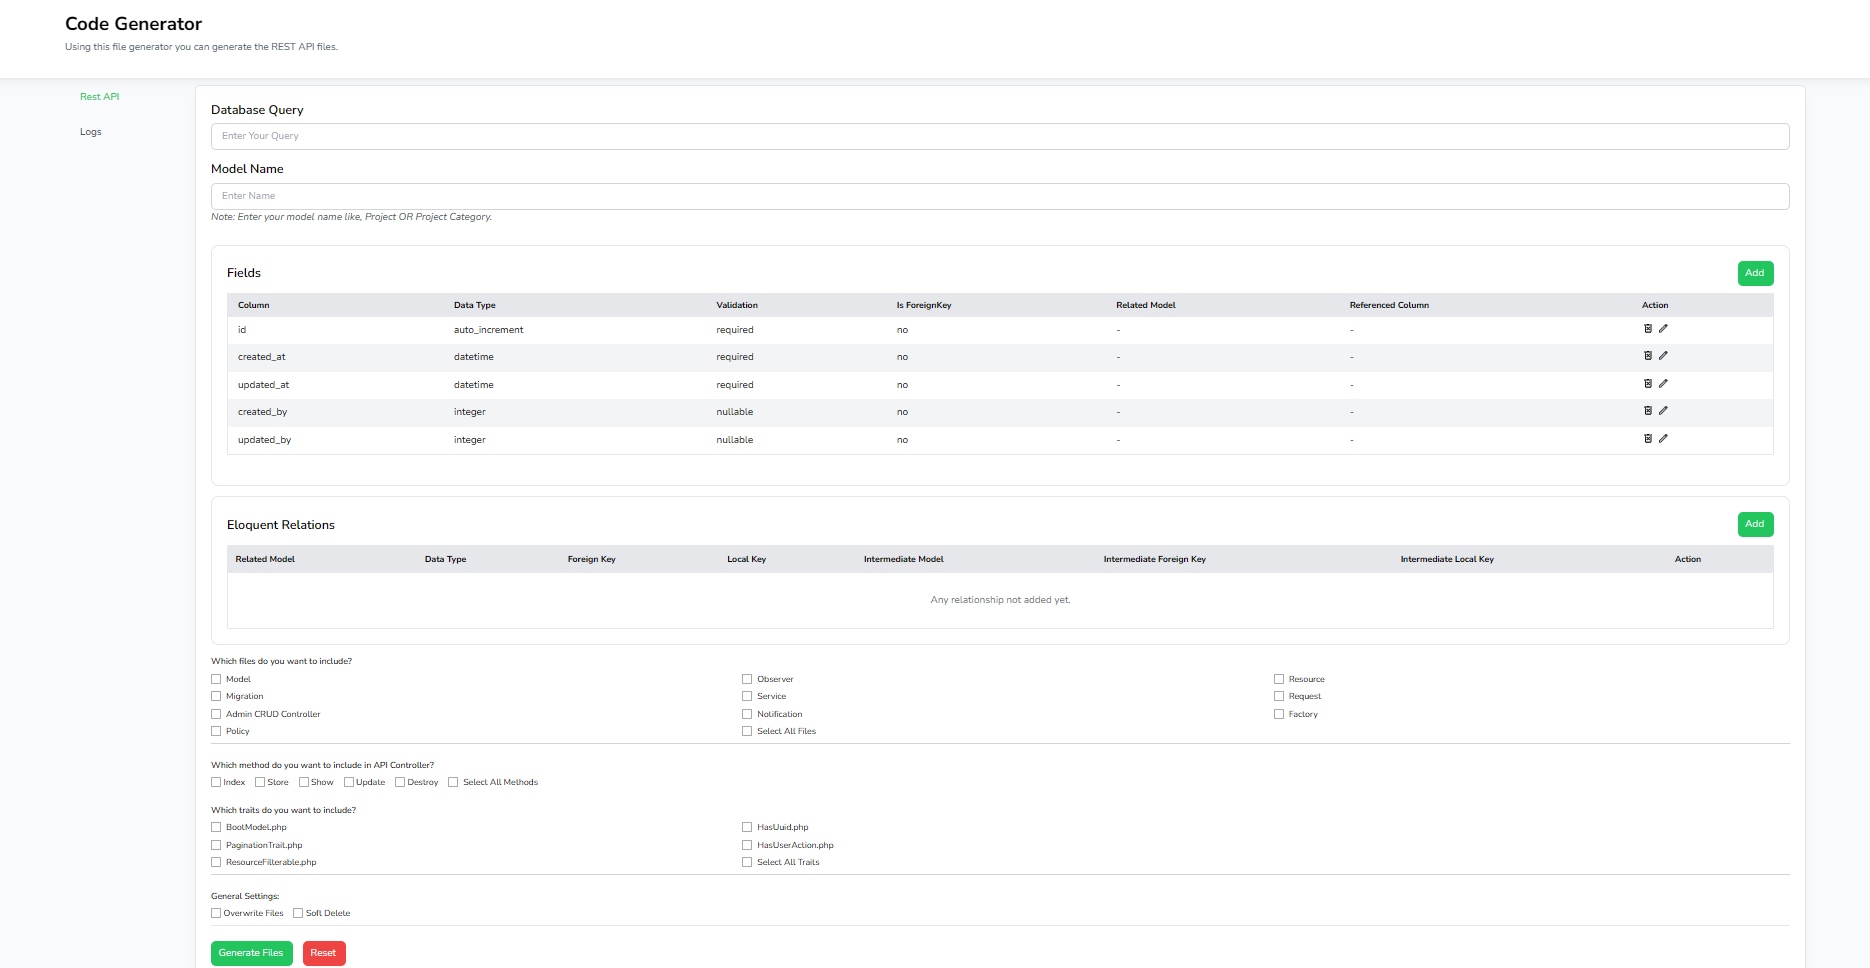 Code Generator
Using this file generator you can generate the REST API files.
Rest API
Logs
Database Query
Enter Your Query
Model Name
Enter Name
Note: Enter your model name like, Project OR Project Category.
Fields
Add
Column Data Type Validation Is ForeignKey Related Model Referenced Column Action
id auto_increment required no - -
created_at datetime required no - -
updated_at datetime required no - -
created_by integer nullable no - -
updated_by integer nullable no - -
Eloquent Relations
Add
Related Model Data Type Foreign Key Local Key Intermediate Model Intermediate Foreign Key Intermediate Local Key Action
Any relationship not added yet.
Which files do you want to include?
Model Observer Resource
Migration Service Request
Admin CRUD Controller Notification Factory
Policy Select All Files
Which method do you want to include in API Controller?
Index Store Show Update Destroy Select All Methods
Which traits do you want to include?
BootModel.php HasUuid.php
PaginationTrait.php HasUserAction.php
ResourceFilterable.php Select All Traits
General Settings:
Overwrite Files Soft Delete
Generate Files Reset